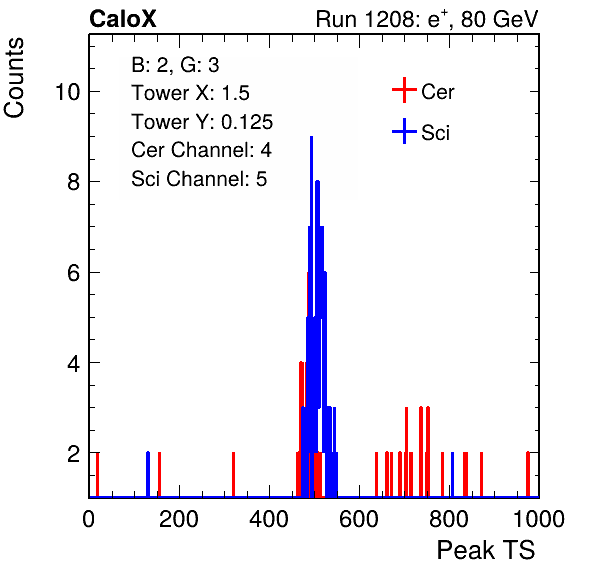 CaloX Run 1208: e⁺, 80 GeV
Counts
B: 2, G: 3
Tower X: 1.5
Tower Y: 0.125
Cer Channel: 4
Sci Channel: 5
Cer
Sci
10
8
6
4
2
0 200 400 600 800 1000
Peak TS